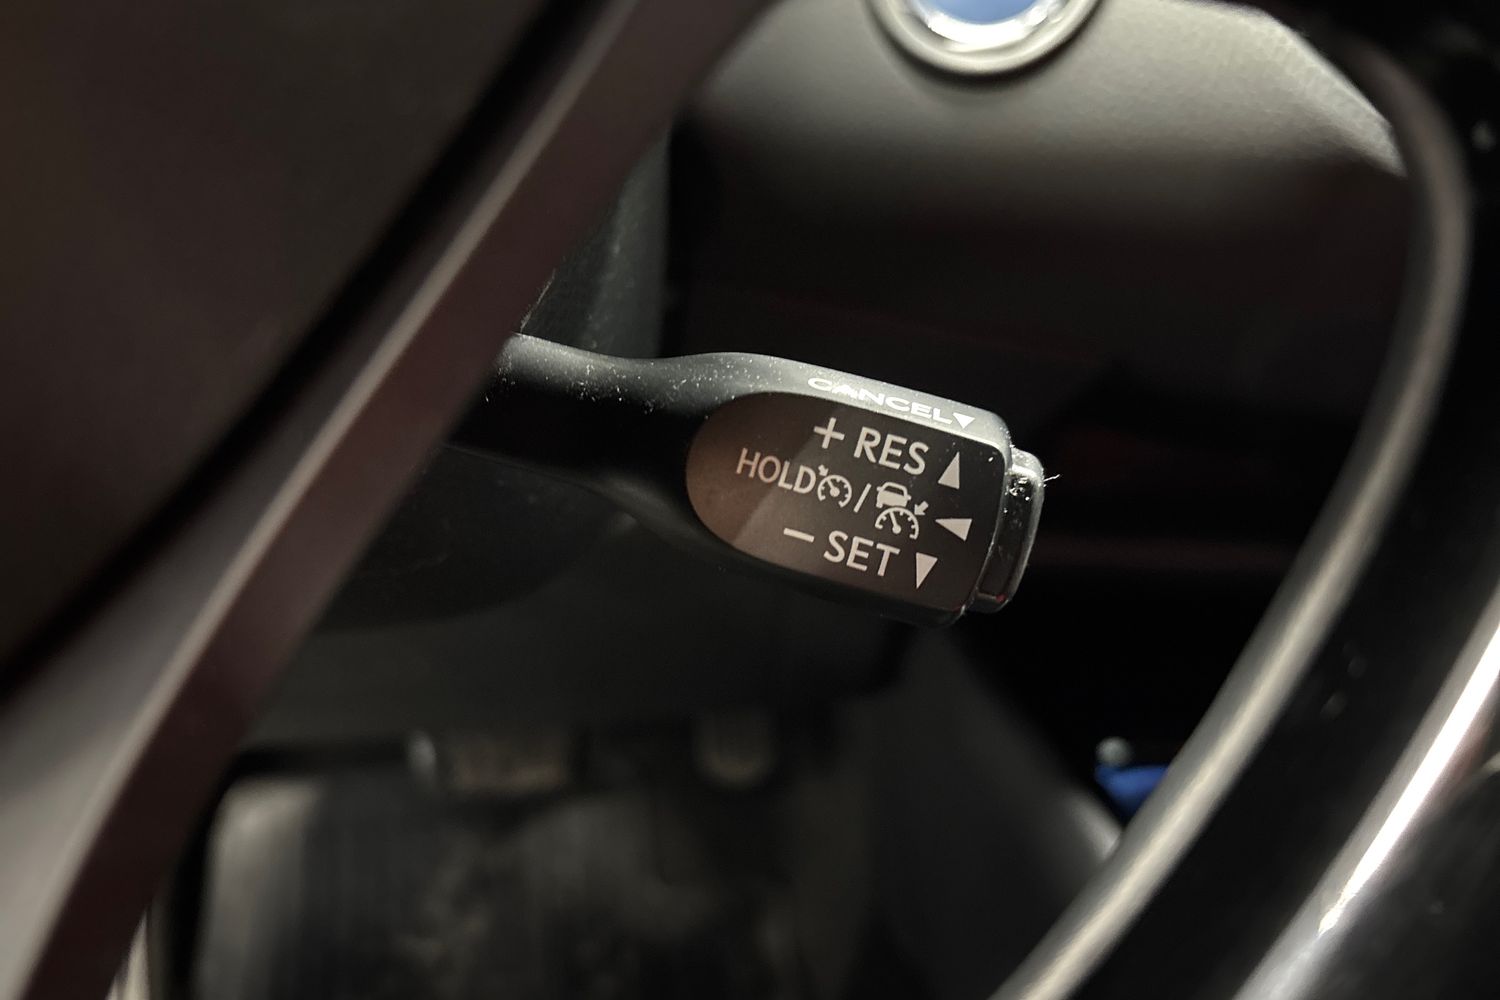 CANCEL▼
+ RES ▲
HOLD / ◀
− SET ▼